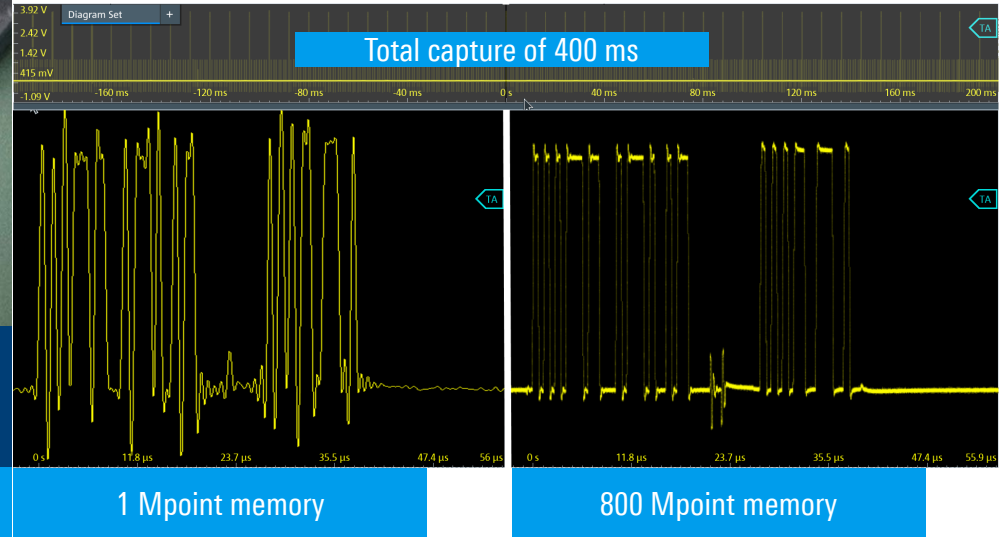 3.92 V
Diagram Set +
2.42 V
TA
1.42 V
Total capture of 400 ms
415 mV
-1.09 V
-160 ms -120 ms -80 ms -40 ms 0 s 40 ms 80 ms 120 ms 160 ms 200 ms
TA TA
0 s 11.8 µs 23.7 µs 35.5 µs 47.4 µs 56 µs
0 s 11.8 µs 23.7 µs 35.5 µs 47.4 µs 55.9 µs
1 Mpoint memory
800 Mpoint memory